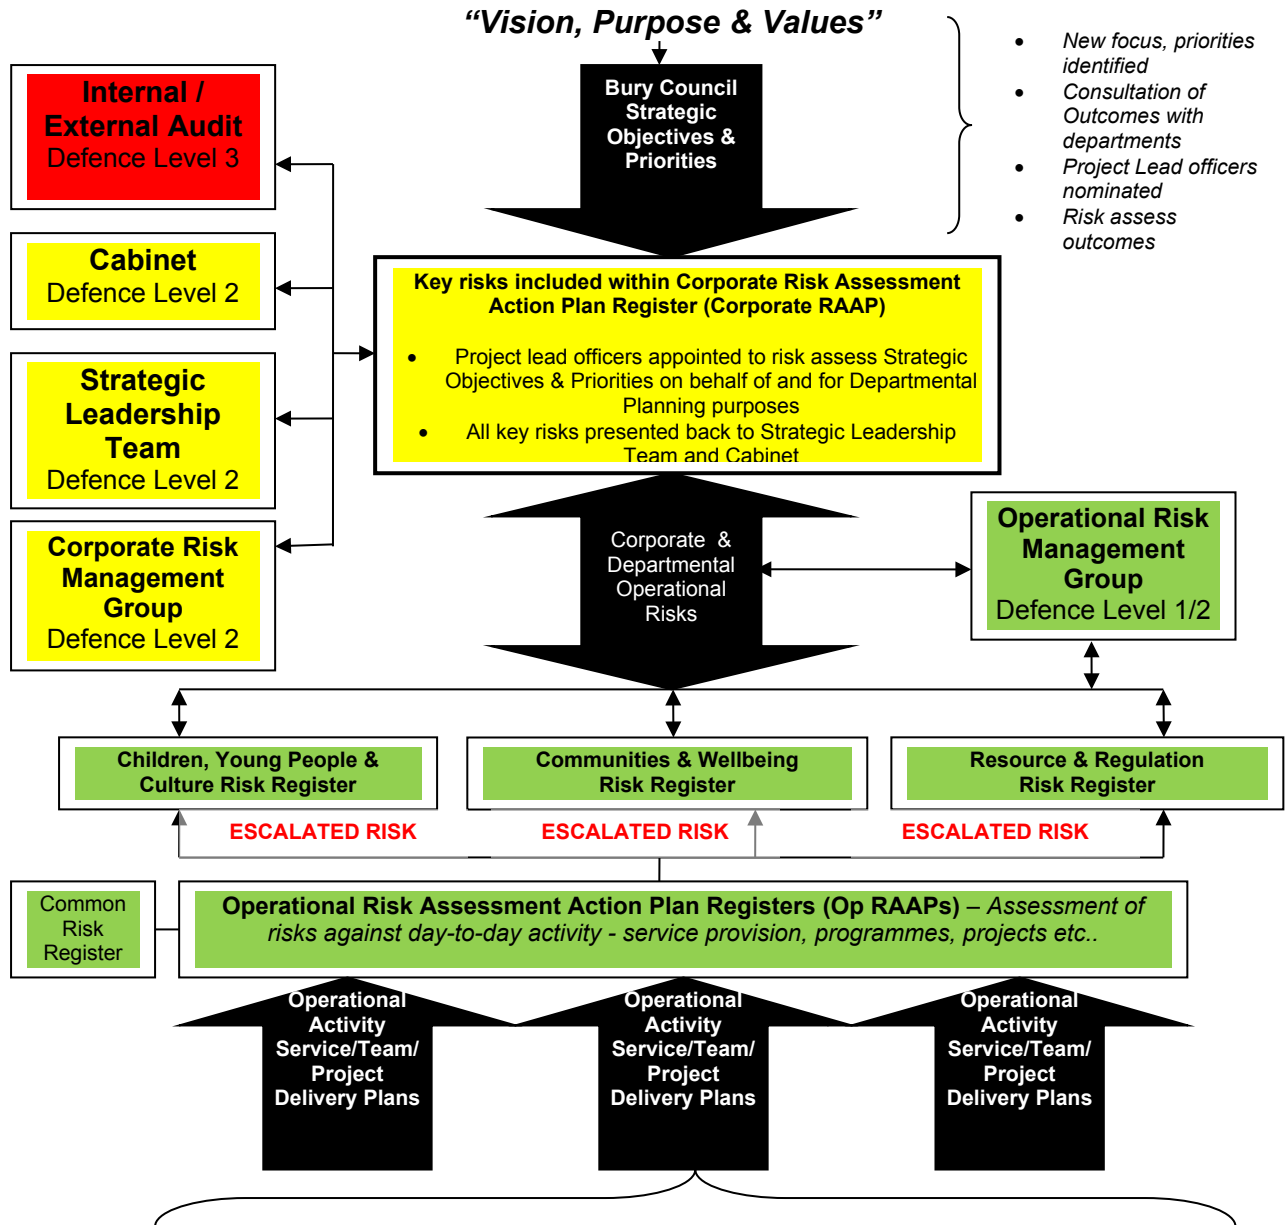 “Vision, Purpose & Values”
Bury Council
Strategic
Objectives &
Priorities
• New focus, priorities
identified
• Consultation of
Outcomes with
departments
• Project Lead officers
nominated
• Risk assess
outcomes
Internal /
External Audit
Defence Level 3
Cabinet
Defence Level 2
Strategic
Leadership
Team
Defence Level 2
Corporate Risk
Management
Group
Defence Level 2
Key risks included within Corporate Risk Assessment
Action Plan Register (Corporate RAAP)
• Project lead officers appointed to risk assess Strategic
Objectives & Priorities on behalf of and for Departmental
Planning purposes
• All key risks presented back to Strategic Leadership
Team and Cabinet
Corporate &
Departmental
Operational
Risks
Operational Risk
Management
Group
Defence Level 1/2
Children, Young People &
Culture Risk Register
Communities & Wellbeing
Risk Register
Resource & Regulation
Risk Register
ESCALATED RISK
ESCALATED RISK
ESCALATED RISK
Common
Risk
Register
Operational Risk Assessment Action Plan Registers (Op RAAPs) – Assessment of
risks against day-to-day activity - service provision, programmes, projects etc..
Operational
Activity
Service/Team/
Project
Delivery Plans
Operational
Activity
Service/Team/
Project
Delivery Plans
Operational
Activity
Service/Team/
Project
Delivery Plans